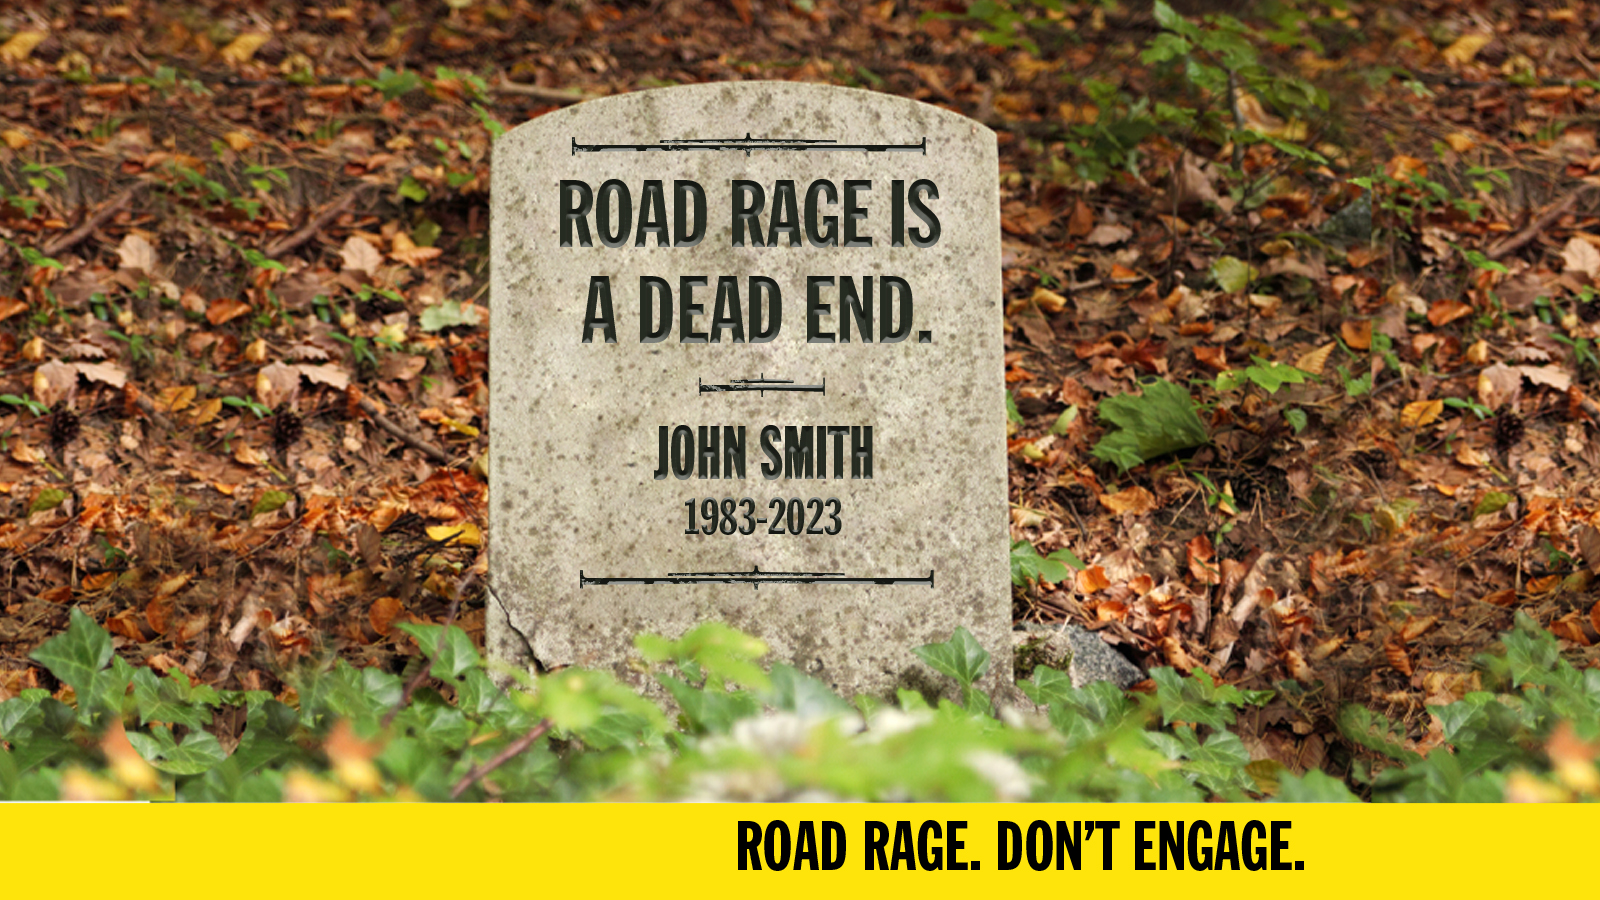 ROAD RAGE IS
A DEAD END.
JOHN SMITH
1983-2023
ROAD RAGE. DON'T ENGAGE.